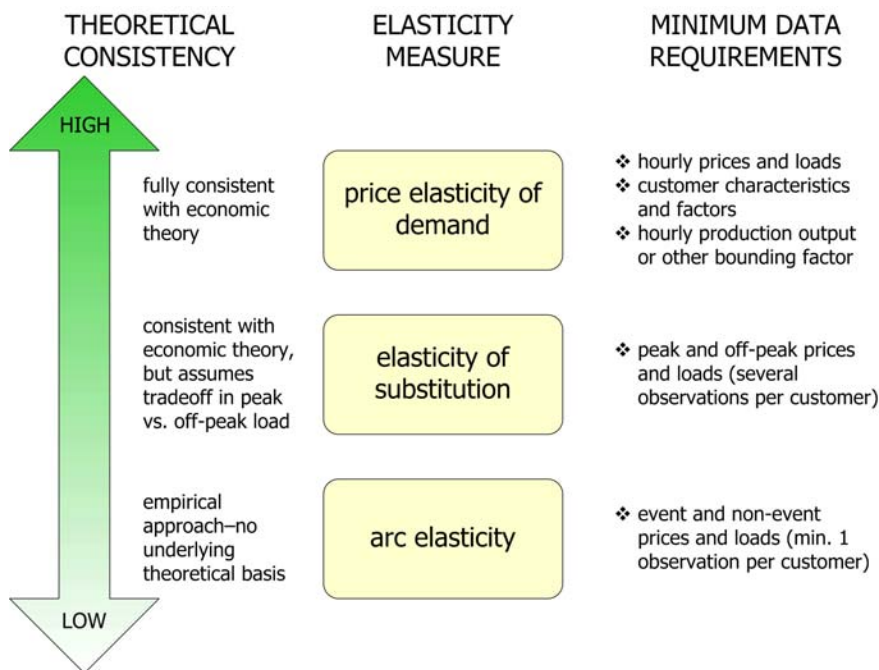 THEORETICAL
CONSISTENCY
ELASTICITY
MEASURE
MINIMUM DATA
REQUIREMENTS
HIGH
fully consistent
with economic
theory
price elasticity of
demand
❖ hourly prices and loads
❖ customer characteristics
and factors
❖ hourly production output
or other bounding factor
consistent with
economic theory,
but assumes
tradeoff in peak
vs. off-peak load
elasticity of
substitution
❖ peak and off-peak prices
and loads (several
observations per customer)
empirical
approach–no
underlying
theoretical basis
arc elasticity
❖ event and non-event
prices and loads (min. 1
observation per customer)
LOW